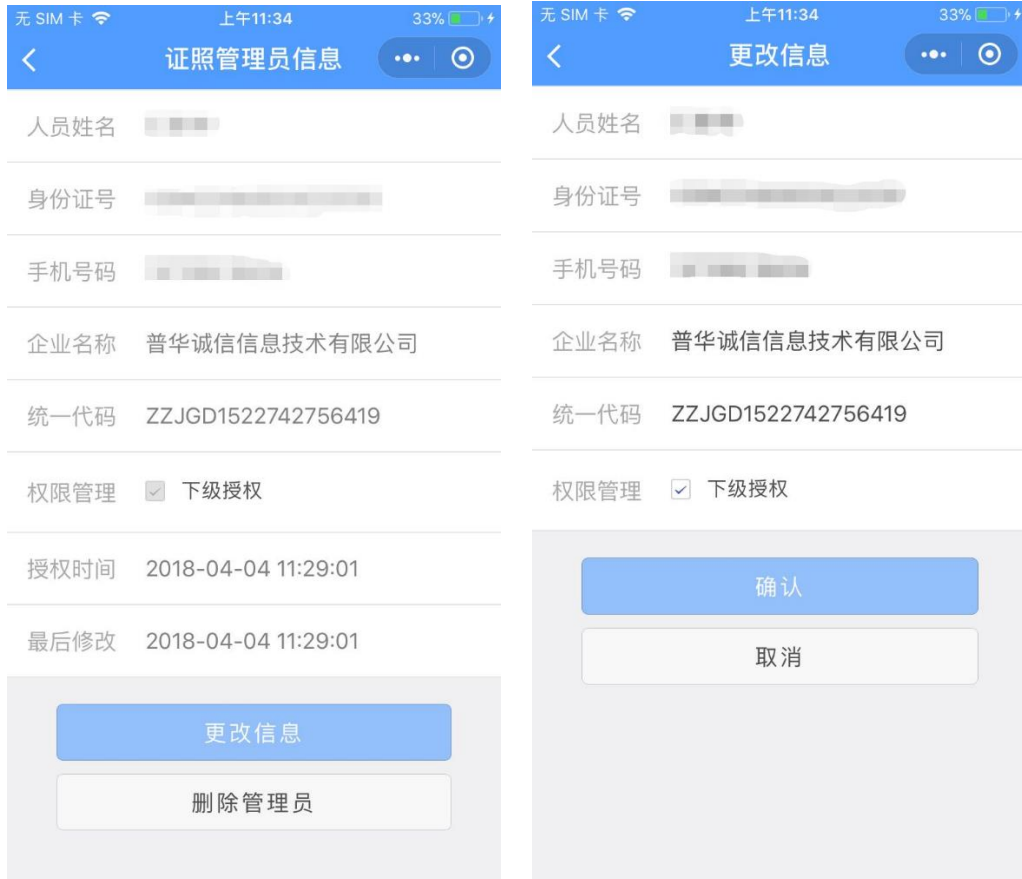 无 SIM 卡 上午11:34 33%
证照管理员信息
人员姓名
身份证号
手机号码
企业名称 普华诚信信息技术有限公司
统一代码 ZZJGD1522742756419
权限管理 下级授权
授权时间 2018-04-04 11:29:01
最后修改 2018-04-04 11:29:01
更改信息
删除管理员
无 SIM 卡 上午11:34 33%
更改信息
人员姓名
身份证号
手机号码
企业名称 普华诚信信息技术有限公司
统一代码 ZZJGD1522742756419
权限管理 下级授权
确认
取消